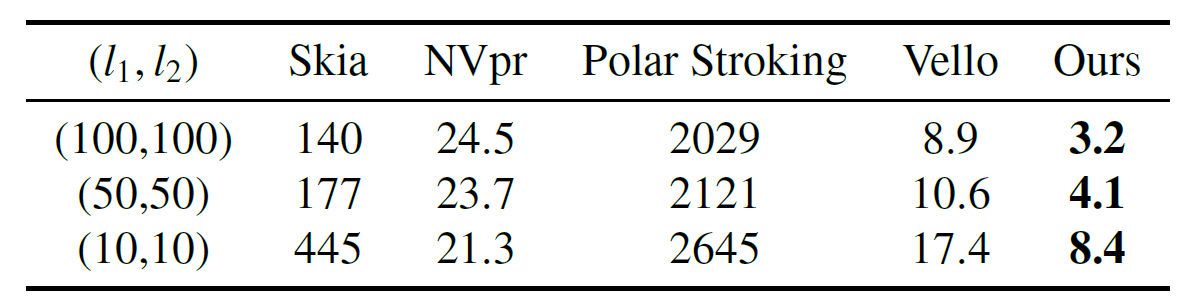 (l₁, l₂) Skia NVpr Polar Stroking Vello Ours
(100,100) 140 24.5 2029 8.9 3.2
(50,50) 177 23.7 2121 10.6 4.1
(10,10) 445 21.3 2645 17.4 8.4